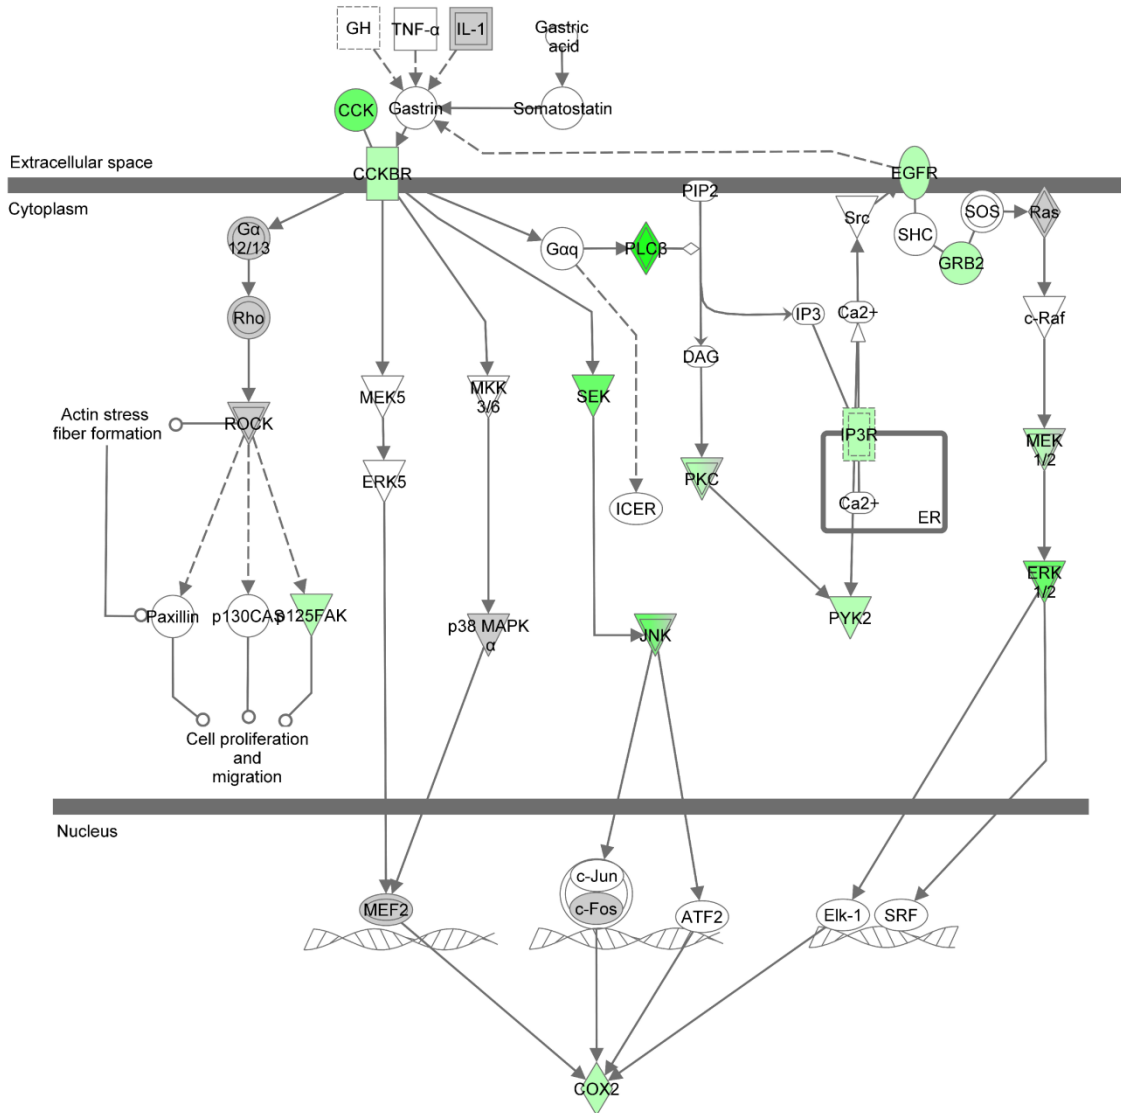 GH
TNF-α
IL-1
Gastric
acid
CCK
Gastrin
Somatostatin
Extracellular space
CCKBR
EGFR
Cytoplasm
PIP2
Src
SHC
SOS
Ras
Gα
12/13
Gαq
PLCβ
GRB2
Rho
IP3
Ca2+
c-Raf
DAG
MEK5
MKK
3/6
SEK
Actin stress
fiber formation
ROCK
IP3R
MEK
1/2
ERK5
PKC
ICER
Ca2+
ER
ERK
1/2
Paxillin
p130CAS
p125FAK
p38 MAPK
α
JNK
PYK2
Cell proliferation
and
migration
Nucleus
c-Jun
c-Fos
MEF2
ATF2
Elk-1
SRF
COX2